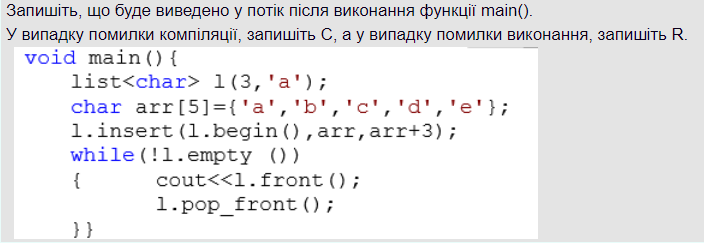 Запишіть, що буде виведено у потік після виконання функції main().
У випадку помилки компіляції, запишіть C, а у випадку помилки виконання, запишіть R.
void main(){
list<char> l(3,'a');
char arr[5]={'a','b','c','d','e'};
l.insert(l.begin(),arr,arr+3);
while(!l.empty ())
{ cout<<l.front();
l.pop_front();
}}